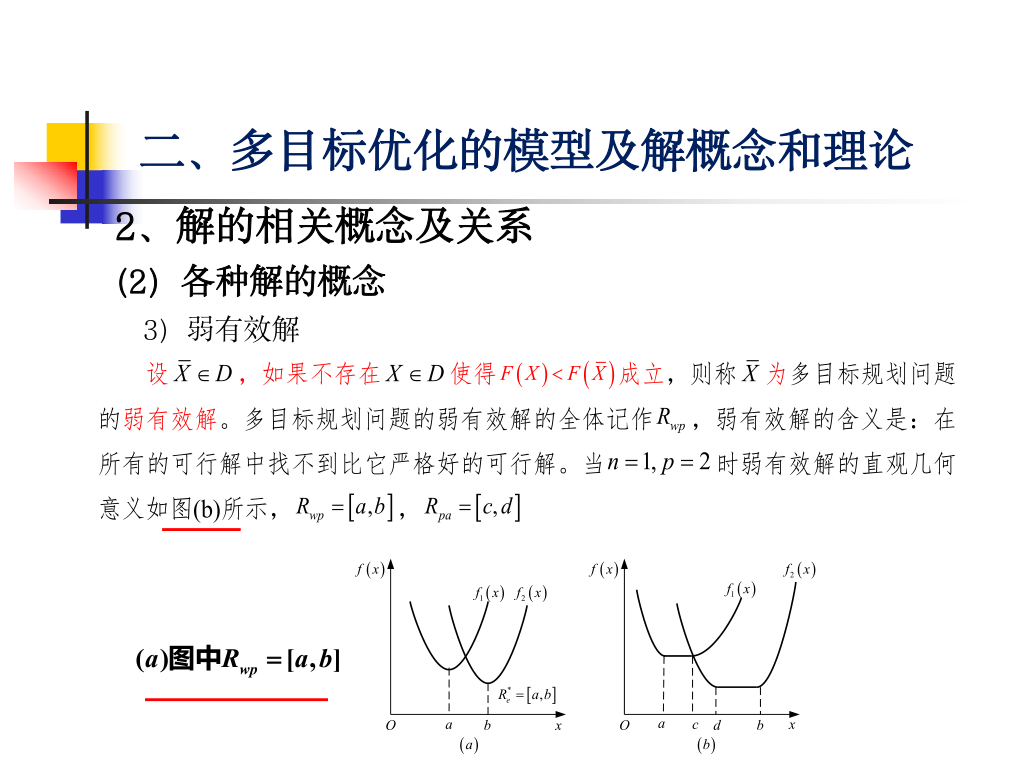 二、多目标优化的模型及解概念和理论
2、解的相关概念及关系
(2) 各种解的概念
3) 弱有效解
设 X̅ ∈ D，如果不存在 X ∈ D 使得 F(X) < F(X̅) 成立，则称 X̅ 为多目标规划问题
的弱有效解。多目标规划问题的弱有效解的全体记作 R_wp，弱有效解的含义是：在
所有的可行解中找不到比它严格好的可行解。当 n = 1, p = 2 时弱有效解的直观几何
意义如图(b)所示， R_wp = [a,b]， R_pa = [c,d]
(a)图中R_wp = [a,b]
f(x)
f₁(x) f₂(x)
R_e^* = [a,b]
O a b x
(a)
f(x)
f₁(x)
f₂(x)
O a c d b x
(b)